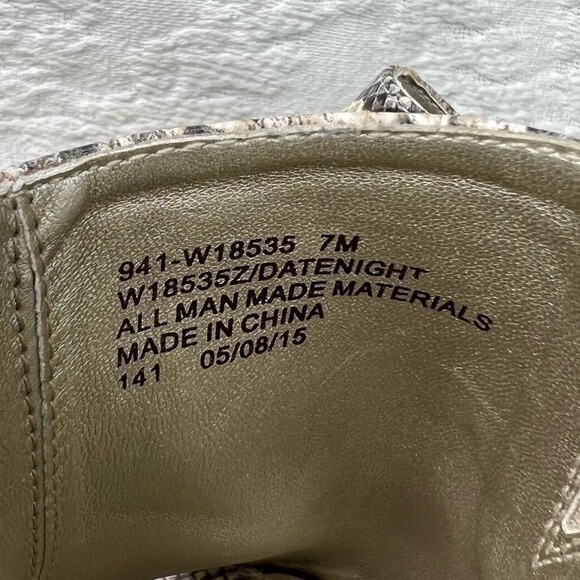 941-W18535 7M
W18535Z/DATENIGHT
ALL MAN MADE MATERIALS
MADE IN CHINA
141 05/08/15